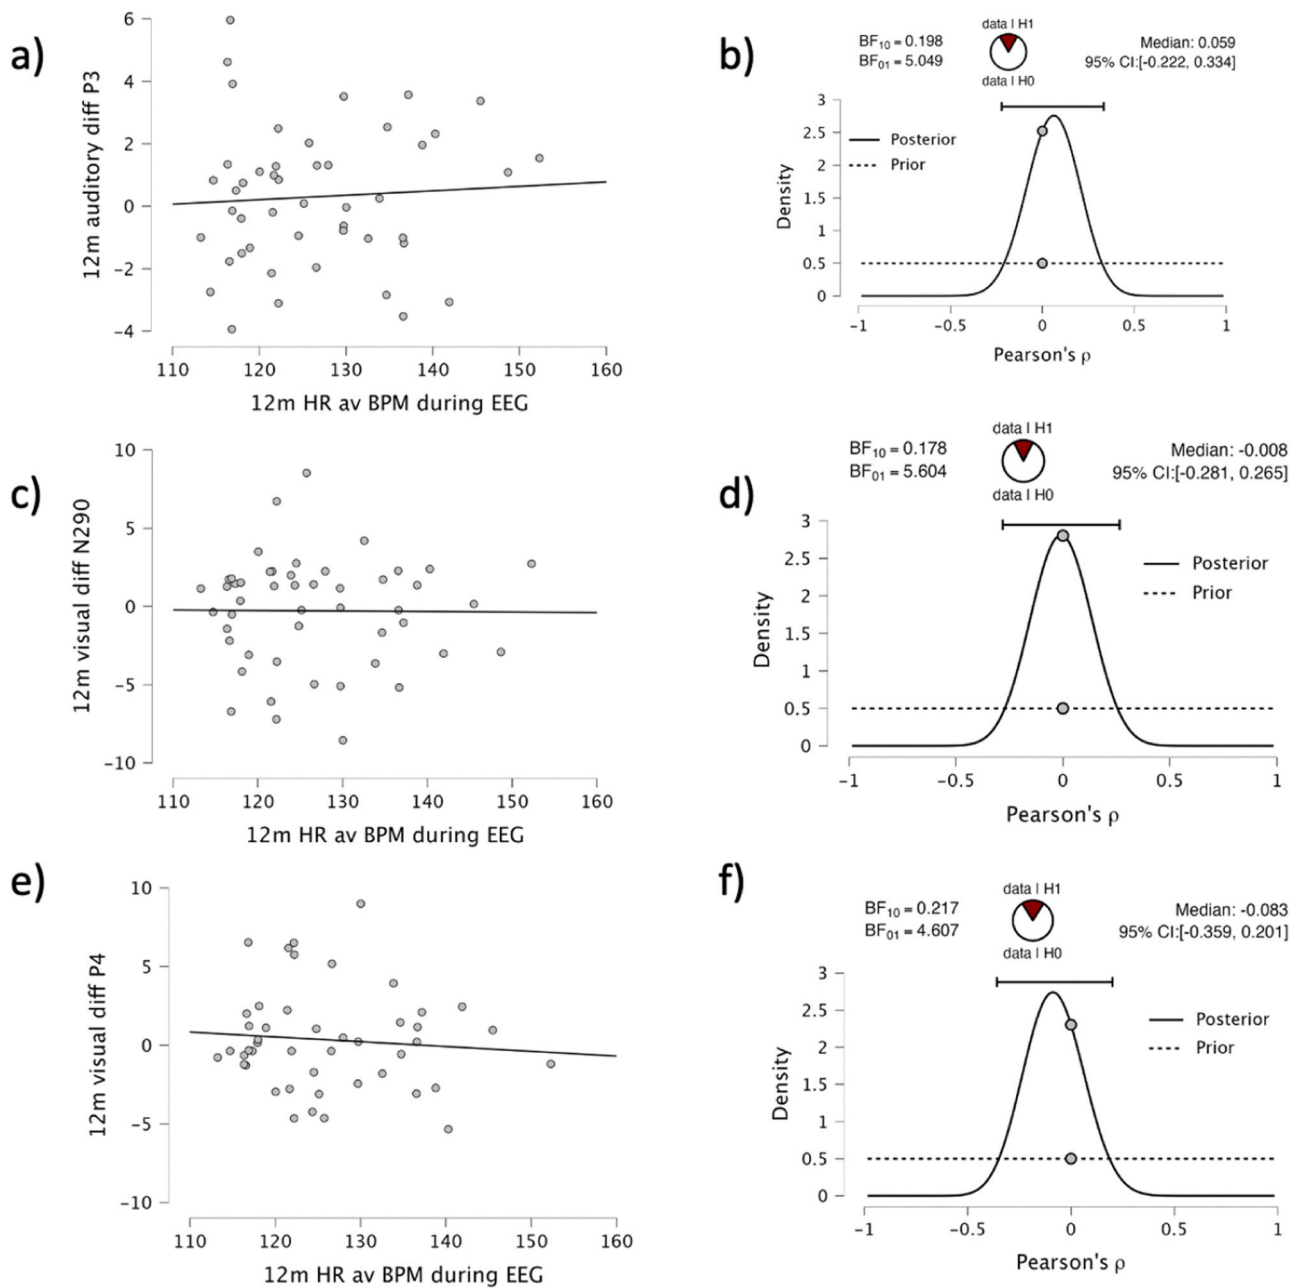 a)
12m auditory diff P3
6
4
2
0
−2
−4
110 120 130 140 150 160
12m HR av BPM during EEG
b)
BF10 = 0.198
BF01 = 5.049
data | H1
data | H0
Median: 0.059
95% CI:[-0.222, 0.334]
Density
3
2.5
2
1.5
1
0.5
0
Posterior
Prior
−1 −0.5 0 0.5 1
Pearson's ρ
c)
12m visual diff N290
10
5
0
−5
−10
110 120 130 140 150 160
12m HR av BPM during EEG
d)
BF10 = 0.178
BF01 = 5.604
data | H1
data | H0
Median: -0.008
95% CI:[-0.281, 0.265]
Density
3
2.5
2
1.5
1
0.5
0
Posterior
Prior
−1 −0.5 0 0.5 1
Pearson's ρ
e)
12m visual diff P4
10
5
0
−5
−10
110 120 130 140 150 160
12m HR av BPM during EEG
f)
BF10 = 0.217
BF01 = 4.607
data | H1
data | H0
Median: -0.083
95% CI:[-0.359, 0.201]
Density
3
2.5
2
1.5
1
0.5
0
Posterior
Prior
−1 −0.5 0 0.5 1
Pearson's ρ